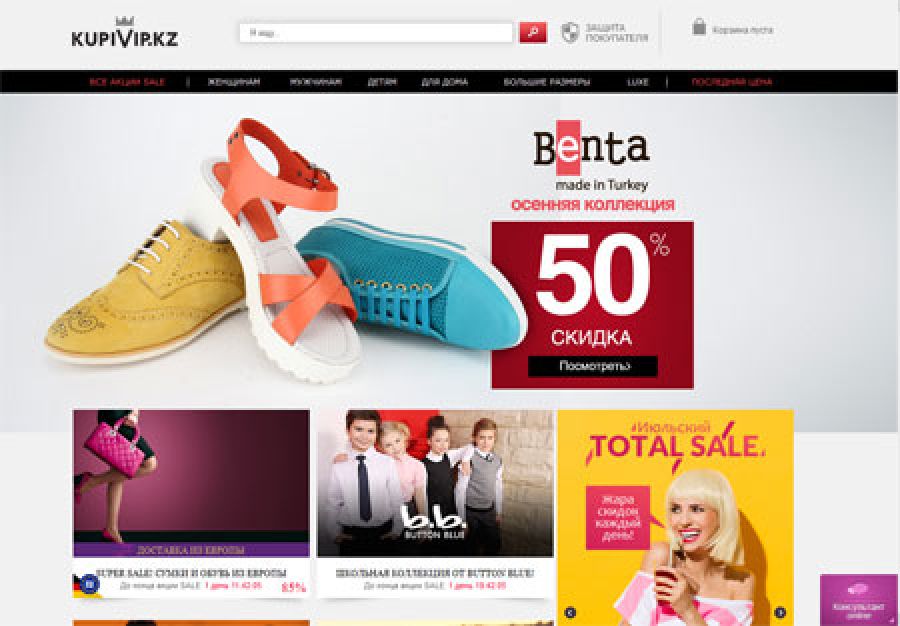 KUPIVIP.KZ
Я ищу...
ЗАЩИТА
ПОКУПАТЕЛЯ
Корзина пуста
ВСЕ АКЦИИ SALE
ЖЕНЩИНАМ
МУЖЧИНАМ
ДЕТЯМ
ДЛЯ ДОМА
БОЛЬШИЕ РАЗМЕРЫ
LUXE
ПОСЛЕДНЯЯ ЦЕНА
Benta
made in Turkey
осенняя коллекция
50%
СКИДКА
Посмотреть>
ДОСТАВКА ИЗ ЕВРОПЫ
SUPER SALE! СУМКИ И ОБУВЬ ИЗ ЕВРОПЫ
До конца акции SALE: 1 день 11:42:05
85%
b.b.
BUTTON BLUE
ШКОЛЬНАЯ КОЛЛЕКЦИЯ ОТ BUTTON BLUE!
До конца акции SALE: 1 день 10:42:05
#Июльский
TOTAL SALE.
Жара
скидок
каждый
день!
Консультант
online